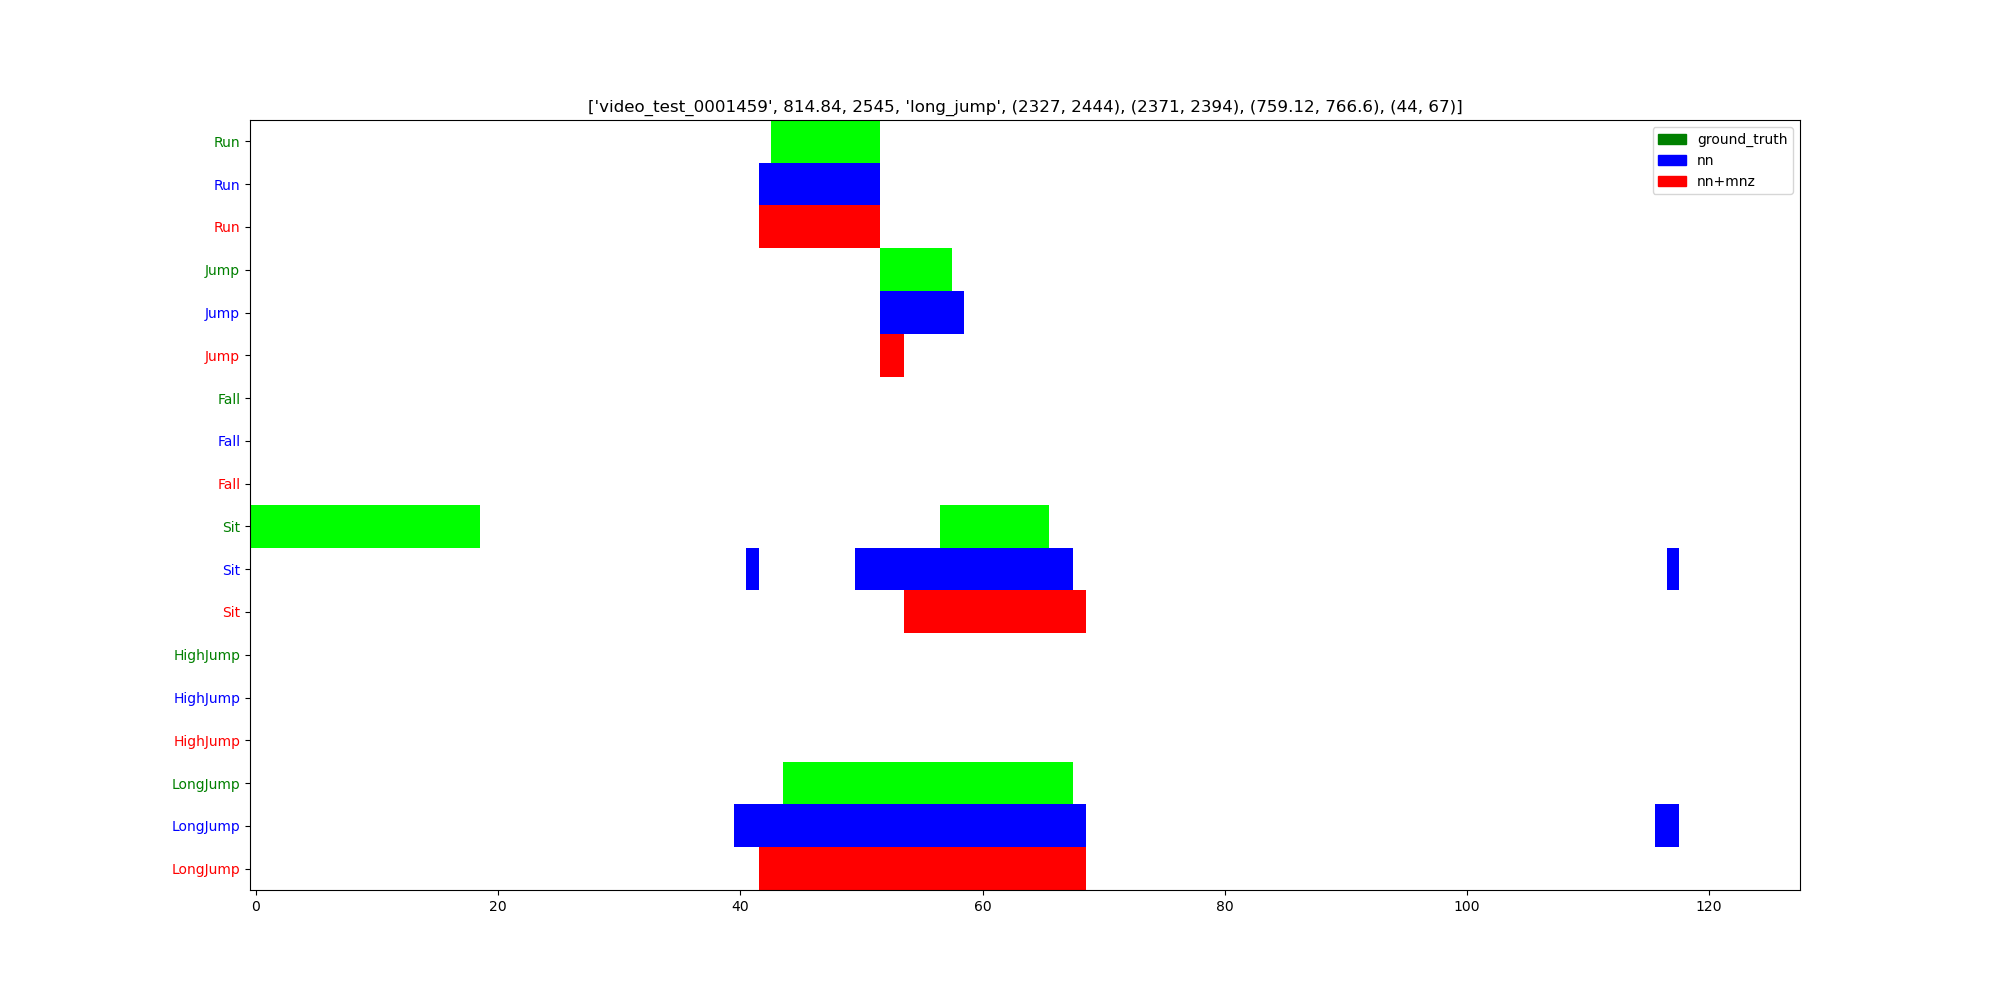 ['video_test_0001459', 814.84, 2545, 'long_jump', (2327, 2444), (2371, 2394), (759.12, 766.6), (44, 67)]
ground_truth
nn
nn+mnz
Run
Run
Run
Jump
Jump
Jump
Fall
Fall
Fall
Sit
Sit
Sit
HighJump
HighJump
HighJump
LongJump
LongJump
LongJump
0 20 40 60 80 100 120